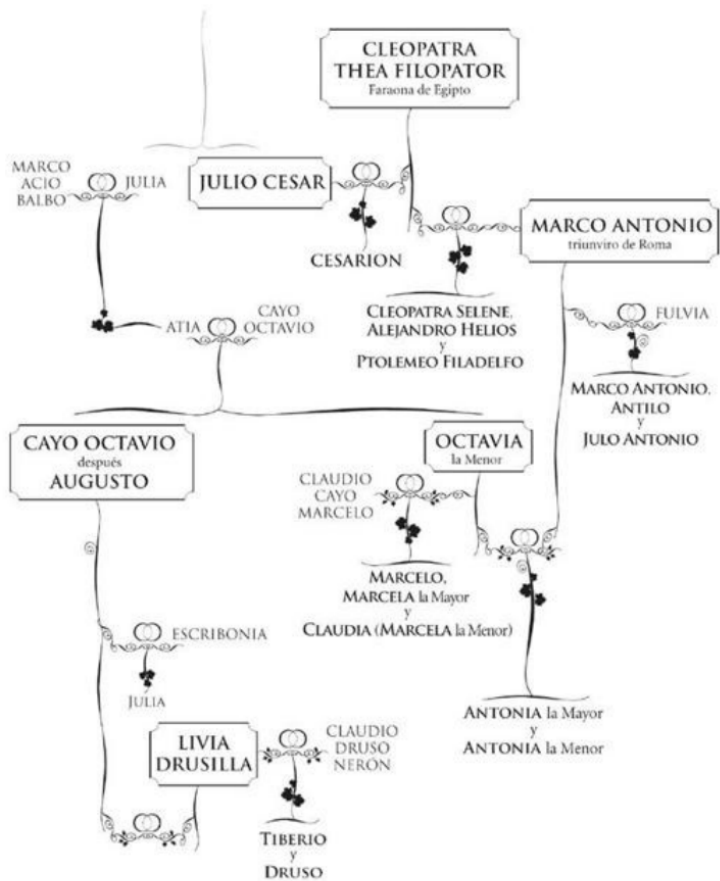 CLEOPATRA
THEA FILOPATOR
Faraona de Egipto
MARCO
ACIO
BALBO
JULIA
JULIO CESAR
CESARION
MARCO ANTONIO
triunviro de Roma
ATIA
CAYO
OCTAVIO
CLEOPATRA SELENE,
ALEJANDRO HELIOS
y
PTOLEMEO FILADELFO
FULVIA
MARCO ANTONIO,
ANTILO
y
JULO ANTONIO
CAYO OCTAVIO
después
AUGUSTO
OCTAVIA
la Menor
CLAUDIO
CAYO
MARCELO
MARCELO,
MARCELA la Mayor
y
CLAUDIA (MARCELA la Menor)
ESCRIBONIA
JULIA
ANTONIA la Mayor
y
ANTONIA la Menor
LIVIA
DRUSILLA
CLAUDIO
DRUSO
NERÓN
TIBERIO
y
DRUSO